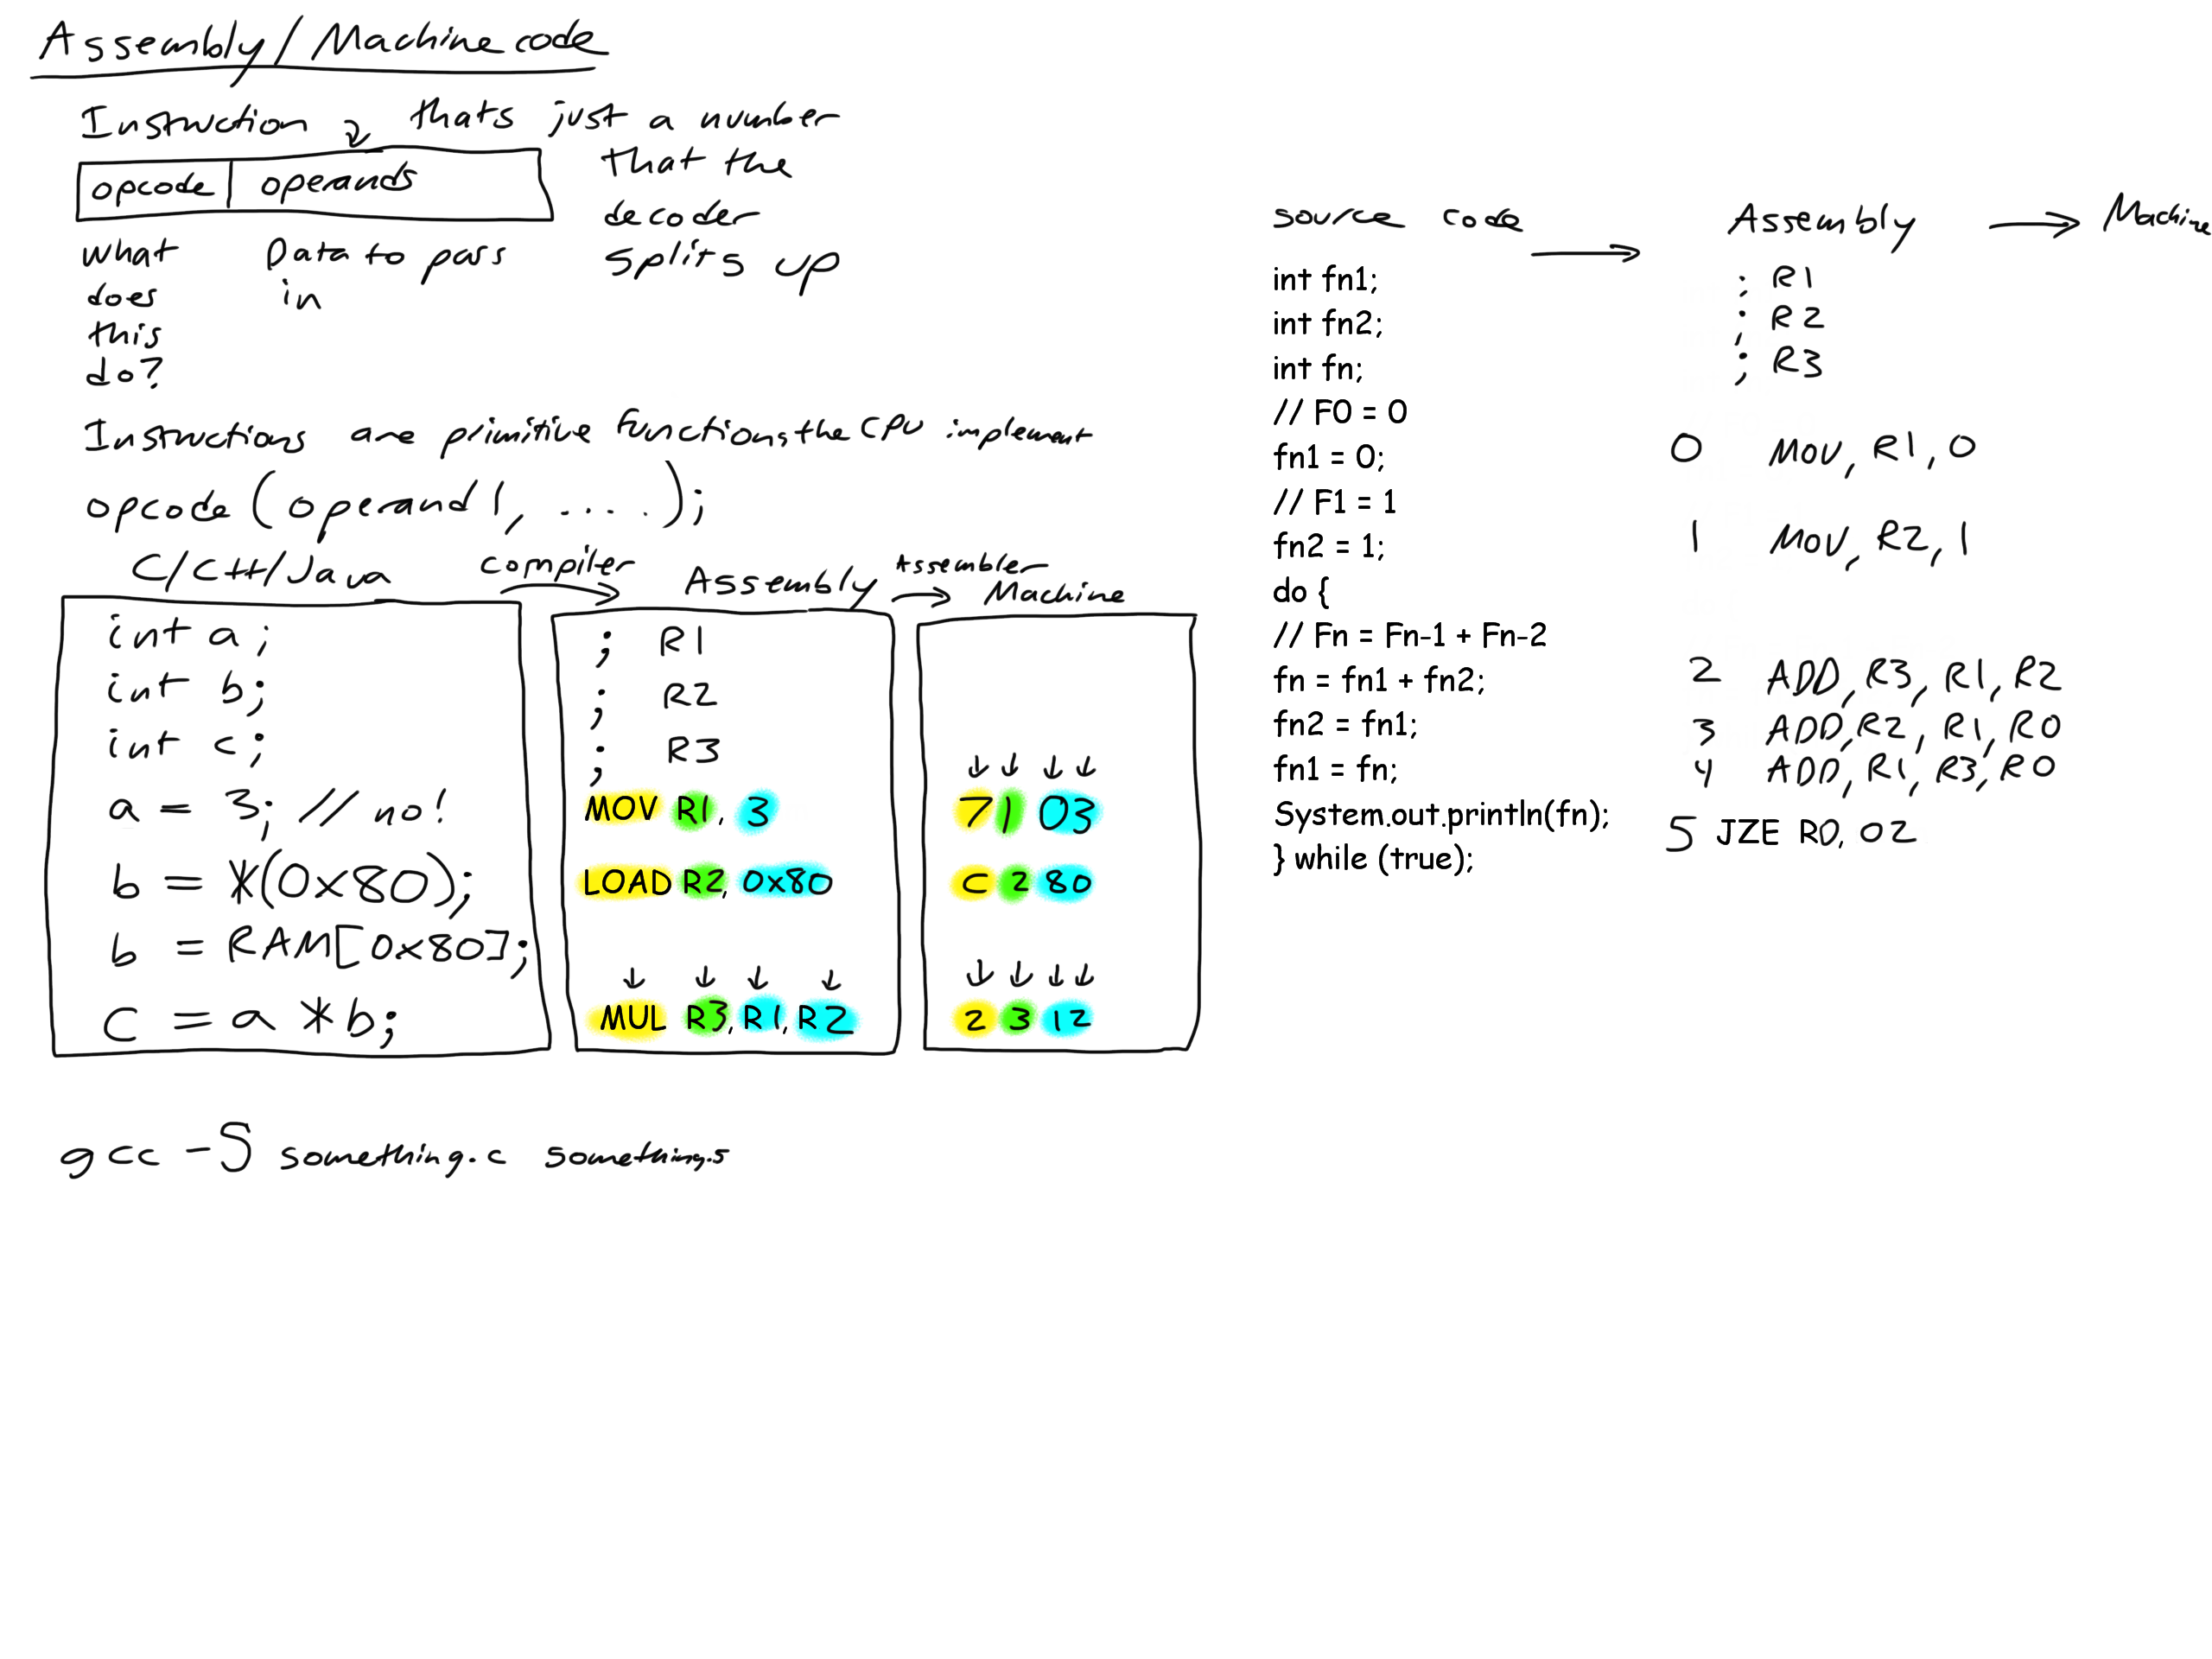 Assembly/Machine code
Instruction ↓ thats just a number
that the
decoder
splits up
opcode operands
what Data to pass
does in
this
do?
Instructions are primitive functions the CPU implement
opcode (operand 1, ....);
C/C++/Java compiler Assembly Assembler Machine
int a;
int b;
int c;
a = 3; // no!
b = *(0x80);
b = RAM[0x80];
c = a * b;
; R1
; R2
; R3
MOV R1, 3
LOAD R2, 0x80
↓ ↓ ↓ ↓
MUL R3, R1, R2
↓ ↓ ↓ ↓
7 1 03
C 2 80
↓ ↓ ↓ ↓
2 3 12
gcc -S something.c something.s
source code → Assembly → Machine
int fn1;
int fn2;
int fn;
// F0 = 0
fn1 = 0;
// F1 = 1
fn2 = 1;
do {
// Fn = Fn-1 + Fn-2
fn = fn1 + fn2;
fn2 = fn1;
fn1 = fn;
System.out.println(fn);
} while (true);
; R1
; R2
; R3
0 MOV, R1, 0
1 MOV, R2, 1
2 ADD, R3, R1, R2
3 ADD, R2, R1, R0
4 ADD, R1, R3, R0
5 JZE R0, 02